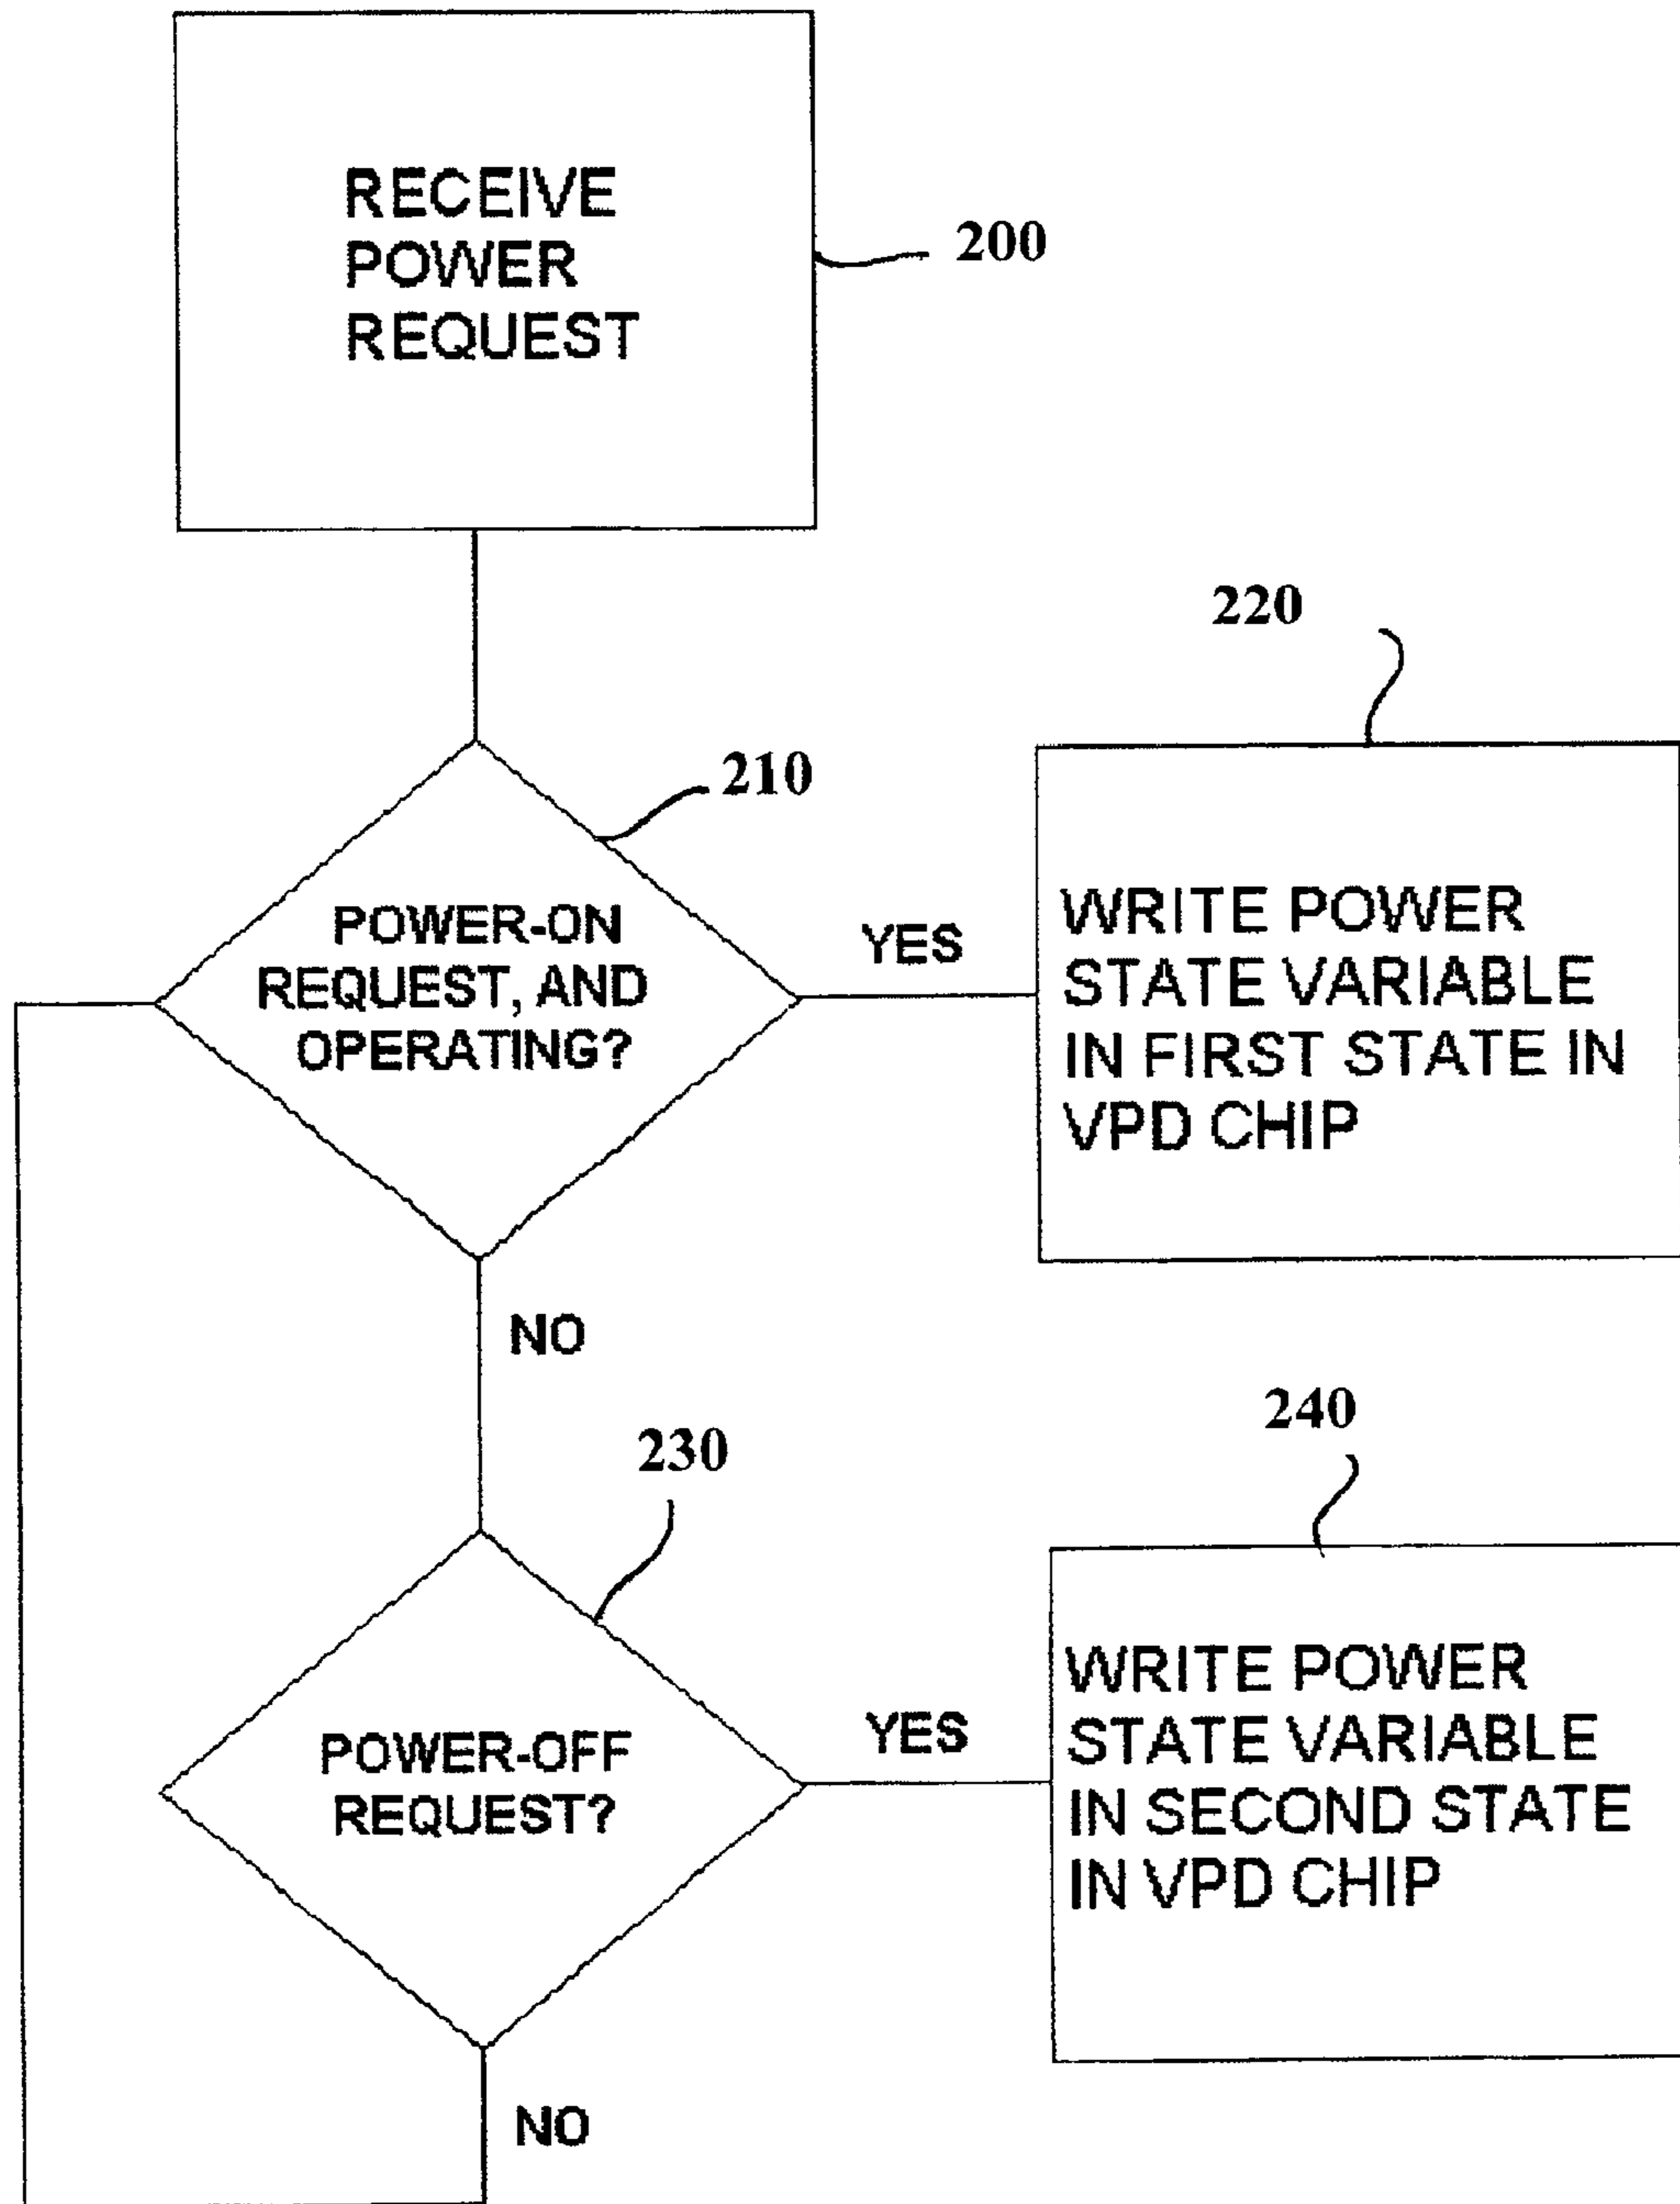 RECEIVE
POWER
REQUEST
200
210
POWER-ON
REQUEST, AND
OPERATING?
YES
220
WRITE POWER
STATE VARIABLE
IN FIRST STATE IN
VPD CHIP
NO
230
POWER-OFF
REQUEST?
YES
240
WRITE POWER
STATE VARIABLE
IN SECOND STATE
IN VPD CHIP
NO